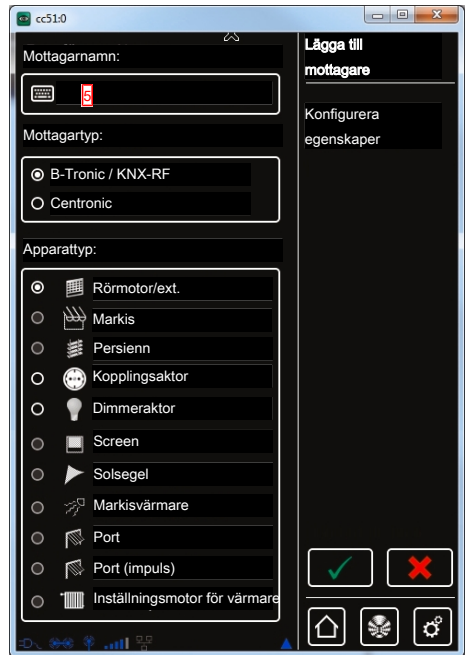 cc51:0
Mottagarnamn:
5
Mottagartyp:
B-Tronic / KNX-RF
Centronic
Apparattyp:
Rörmotor/ext.
Markis
Persienn
Kopplingsaktor
Dimmeraktor
Screen
Solsegel
Markisvärmare
Port
Port (impuls)
Inställningsmotor för värmare
Lägga till
mottagare
Konfigurera
egenskaper